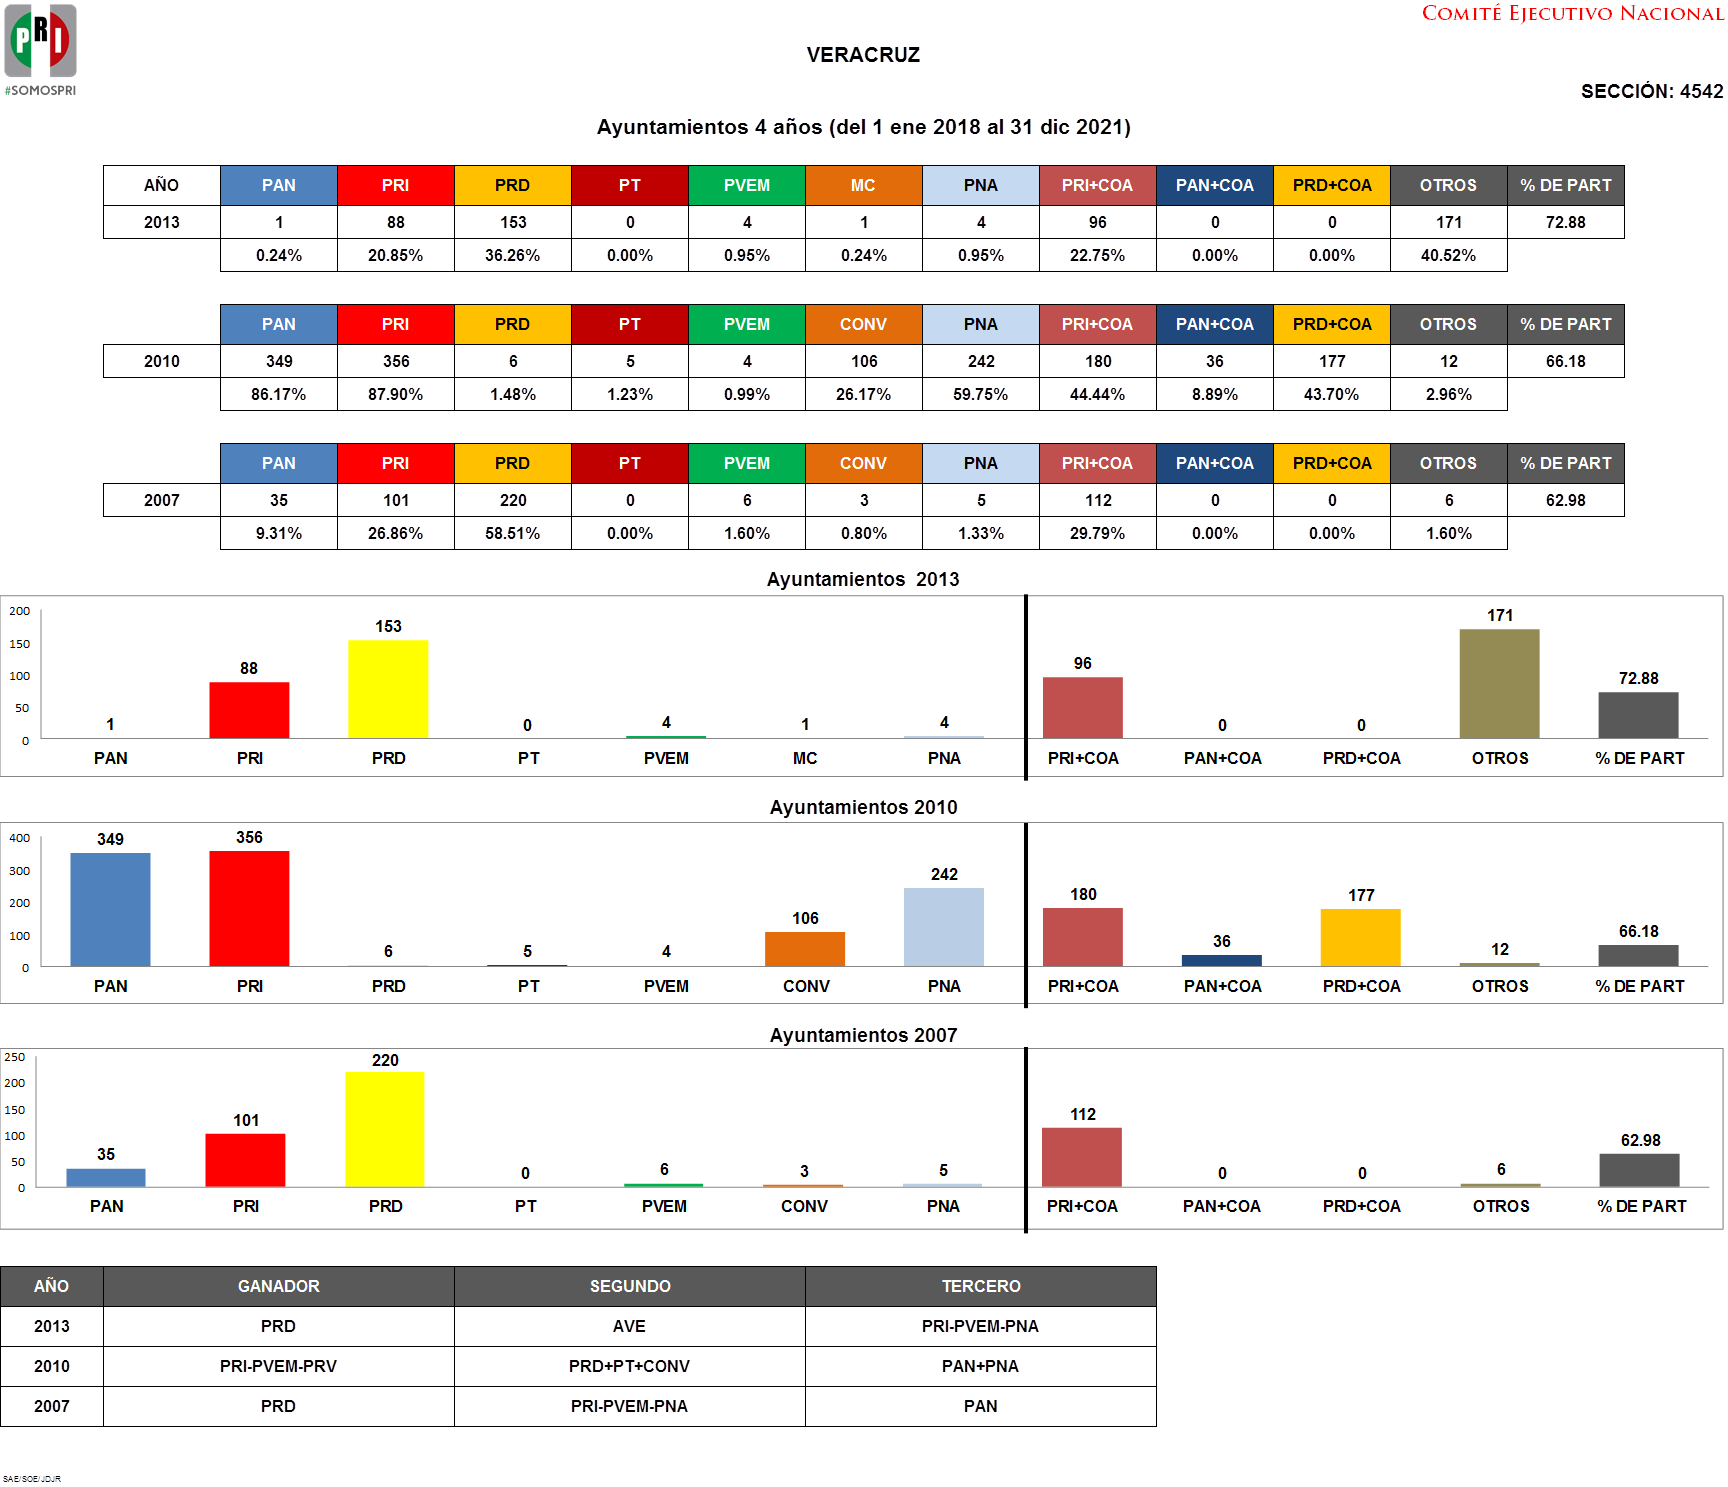 PRI
#SOMOSPRI
COMITÉ EJECUTIVO NACIONAL
VERACRUZ
SECCIÓN: 4542
Ayuntamientos 4 años (del 1 ene 2018 al 31 dic 2021)
AÑO PAN PRI PRD PT PVEM MC PNA PRI+COA PAN+COA PRD+COA OTROS % DE PART
2013 1 88 153 0 4 1 4 96 0 0 171 72.88
0.24% 20.85% 36.26% 0.00% 0.95% 0.24% 0.95% 22.75% 0.00% 0.00% 40.52%
PAN PRI PRD PT PVEM CONV PNA PRI+COA PAN+COA PRD+COA OTROS % DE PART
2010 349 356 6 5 4 106 242 180 36 177 12 66.18
86.17% 87.90% 1.48% 1.23% 0.99% 26.17% 59.75% 44.44% 8.89% 43.70% 2.96%
PAN PRI PRD PT PVEM CONV PNA PRI+COA PAN+COA PRD+COA OTROS % DE PART
2007 35 101 220 0 6 3 5 112 0 0 6 62.98
9.31% 26.86% 58.51% 0.00% 1.60% 0.80% 1.33% 29.79% 0.00% 0.00% 1.60%
Ayuntamientos 2013
200
150
100
50
0
1 88 153 0 4 1 4 96 0 0 171 72.88
PAN PRI PRD PT PVEM MC PNA PRI+COA PAN+COA PRD+COA OTROS % DE PART
Ayuntamientos 2010
400
300
200
100
0
349 356 6 5 4 106 242 180 36 177 12 66.18
PAN PRI PRD PT PVEM CONV PNA PRI+COA PAN+COA PRD+COA OTROS % DE PART
Ayuntamientos 2007
250
200
150
100
50
0
35 101 220 0 6 3 5 112 0 0 6 62.98
PAN PRI PRD PT PVEM CONV PNA PRI+COA PAN+COA PRD+COA OTROS % DE PART
AÑO GANADOR SEGUNDO TERCERO
2013 PRD AVE PRI-PVEM-PNA
2010 PRI-PVEM-PRV PRD+PT+CONV PAN+PNA
2007 PRD PRI-PVEM-PNA PAN
SAE/SOE/JDJR